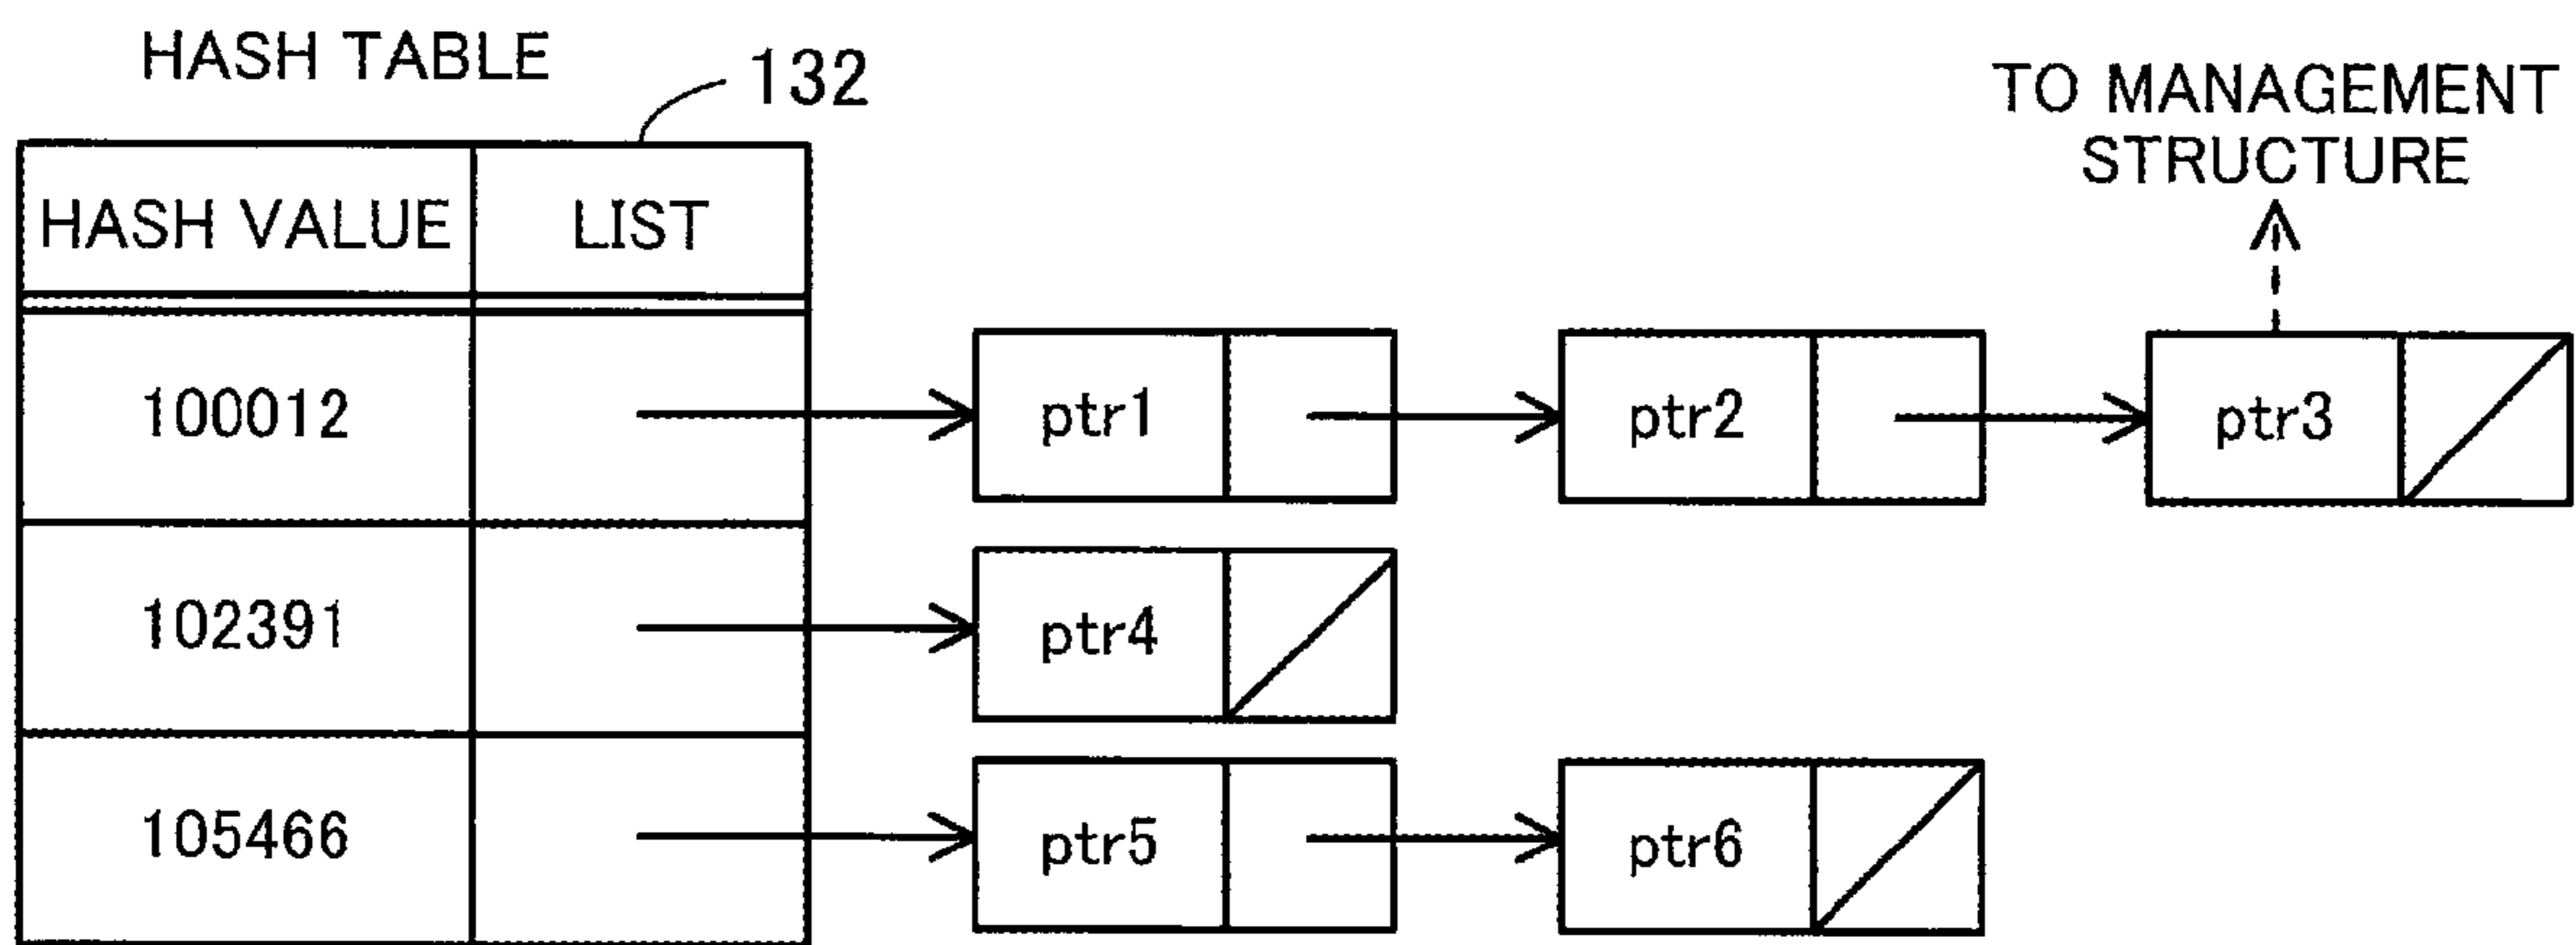 HASH TABLE
132
TO MANAGEMENT
STRUCTURE
HASH VALUE LIST
100012 ptr1 ptr2 ptr3
102391 ptr4
105466 ptr5 ptr6